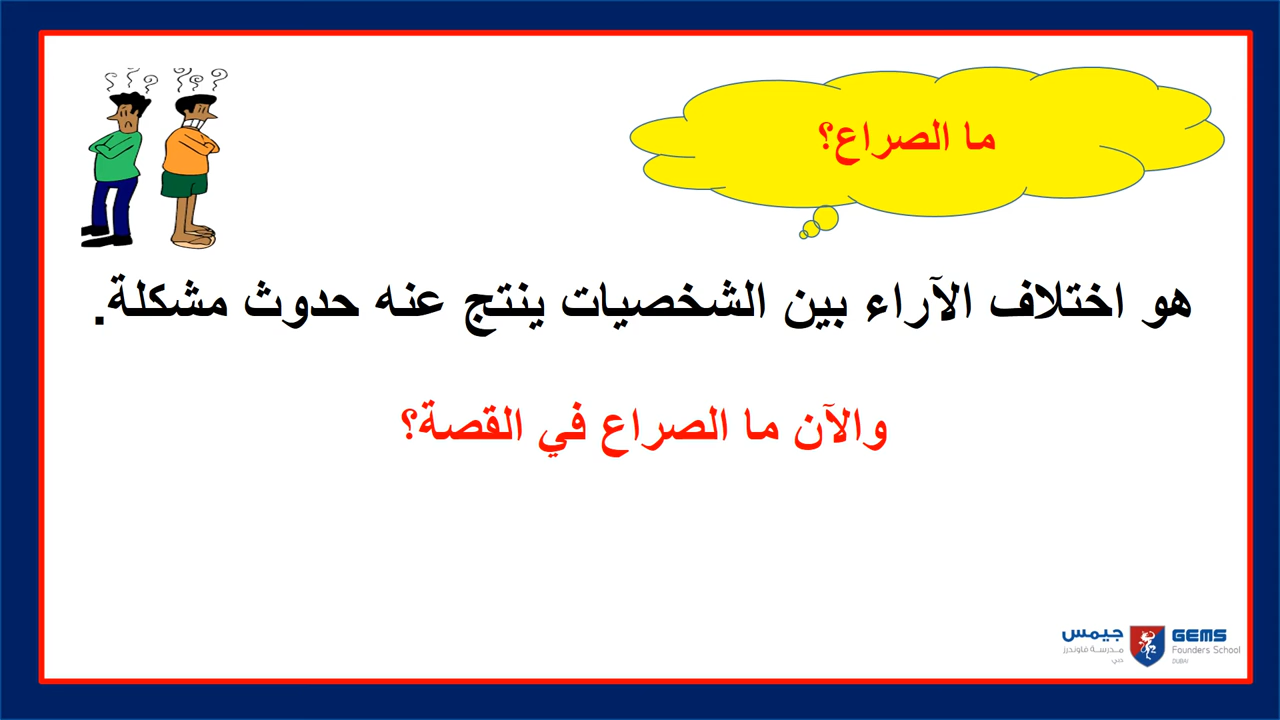 ما الصراع؟
هو اختلاف الآراء بين الشخصيات ينتج عنه حدوث مشكلة.
والآن ما الصراع في القصة؟
جيمس
مدرسة فاوندرز
دبي
GEMS
Founders School
DUBAI